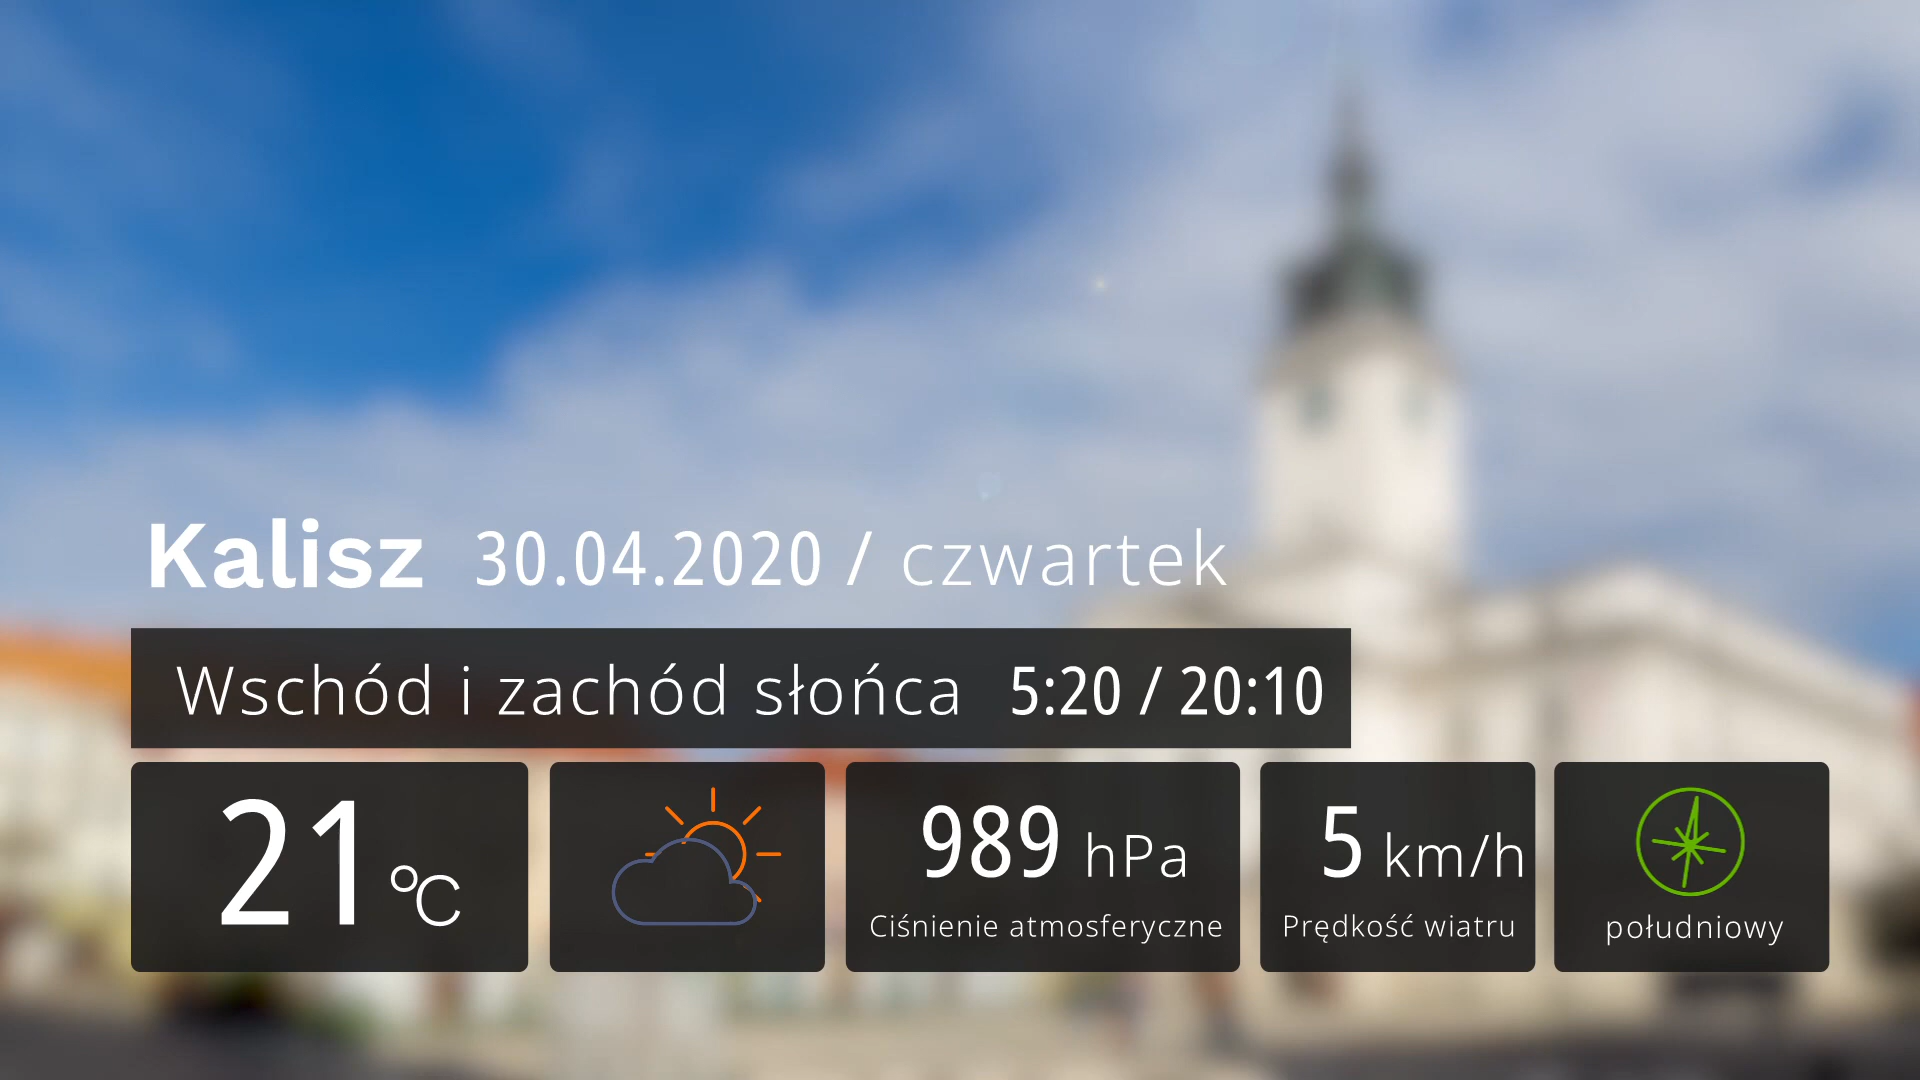 Kalisz 30.04.2020 / czwartek
Wschód i zachód słońca 5:20 / 20:10
21 °C
989 hPa
Ciśnienie atmosferyczne
5 km/h
Prędkość wiatru
południowy